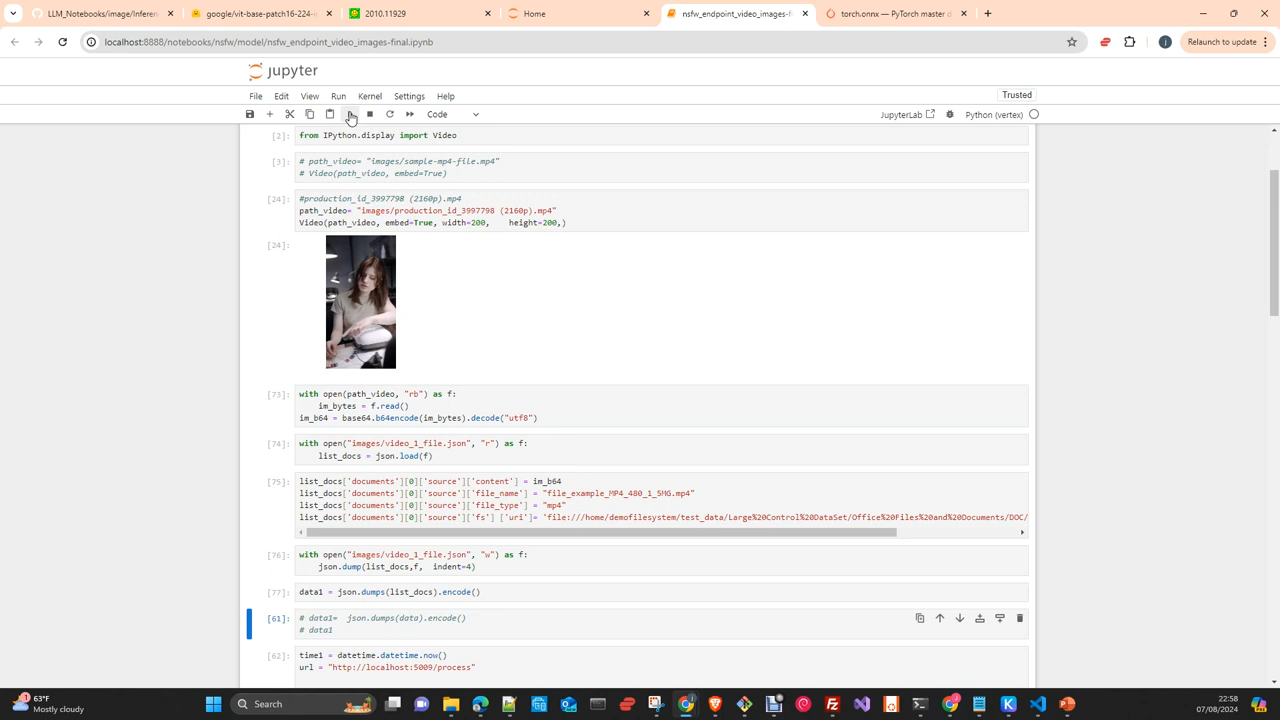 LLM_Notebooks/image/Inferen
google/vit-base-patch16-224-i
2010.11929
Home
nsfw_endpoint_video_images-f
torch.onnx — PyTorch master d
localhost:8888/notebooks/nsfw/model/nsfw_endpoint_video_images-final.ipynb
Relaunch to update
jupyter
File Edit View Run Kernel Settings Help
Trusted
Code
JupyterLab
Python (vertex)
[2]: from IPython.display import Video
[3]: # path_video= "images/sample-mp4-file.mp4"
# Video(path_video, embed=True)
[24]: #production_id_3997798 (2160p).mp4
path_video= "images/production_id_3997798 (2160p).mp4"
Video(path_video, embed=True, width=200, height=200,)
[24]:
[73]: with open(path_video, "rb") as f:
im_bytes = f.read()
im_b64 = base64.b64encode(im_bytes).decode("utf8")
[74]: with open("images/video_1_file.json", "r") as f:
list_docs = json.load(f)
[75]: list_docs['documents'][0]['source']['content'] = im_b64
list_docs['documents'][0]['source']['file_name'] = "file_example_MP4_480_1_5MG.mp4"
list_docs['documents'][0]['source']['file_type'] = "mp4"
list_docs['documents'][0]['source']['fs'] ['uri']= 'file:///home/demofilesystem/test_data/Large%20Control%20DataSet/Office%20Files%20and%20Documents/DOC/
[76]: with open("images/video_1_file.json", "w") as f:
json.dump(list_docs,f, indent=4)
[77]: data1 = json.dumps(list_docs).encode()
[61]: # data1= json.dumps(data).encode()
# data1
[62]: time1 = datetime.datetime.now()
url = "http://localhost:5009/process"
63°F
Mostly cloudy
Search
22:58
07/08/2024